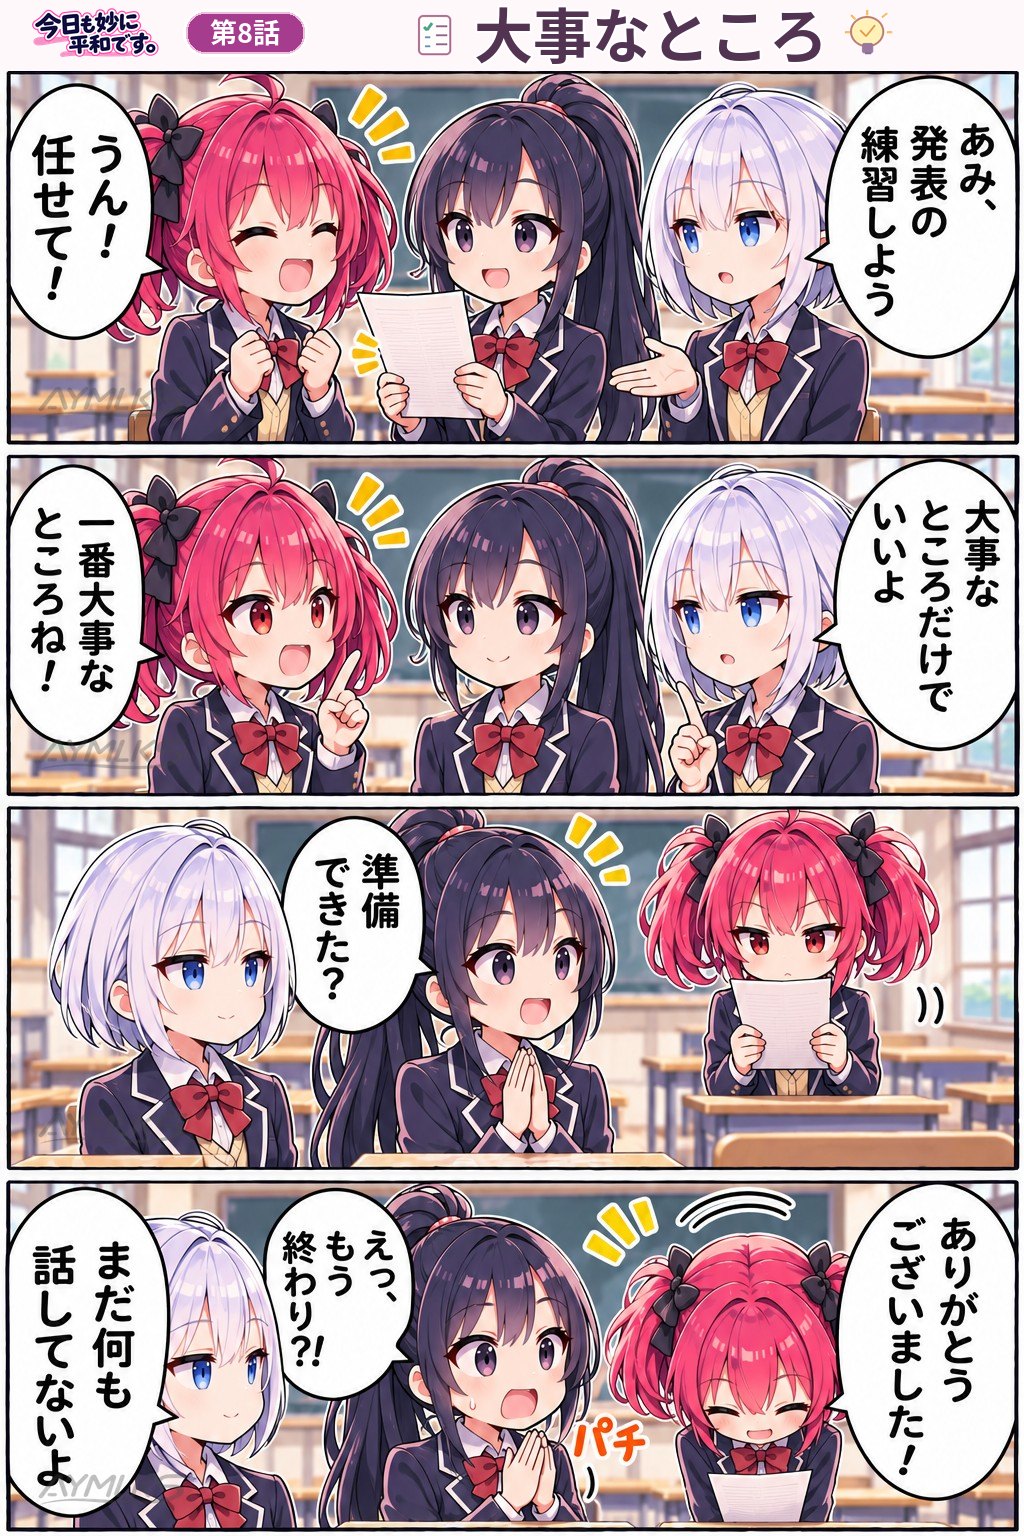 今日も妙に
平和です。
第8話
大事なところ
あみ、
発表の
練習しよう
うん！
任せて！
AYMLK
大事な
ところだけで
いいよ
一番大事な
ところね！
AYMLK
準備
できた？
ありがとう
ございました！
えっ、
もう
終わり?!
パチ
まだ何も
話してないよ
AYMLK